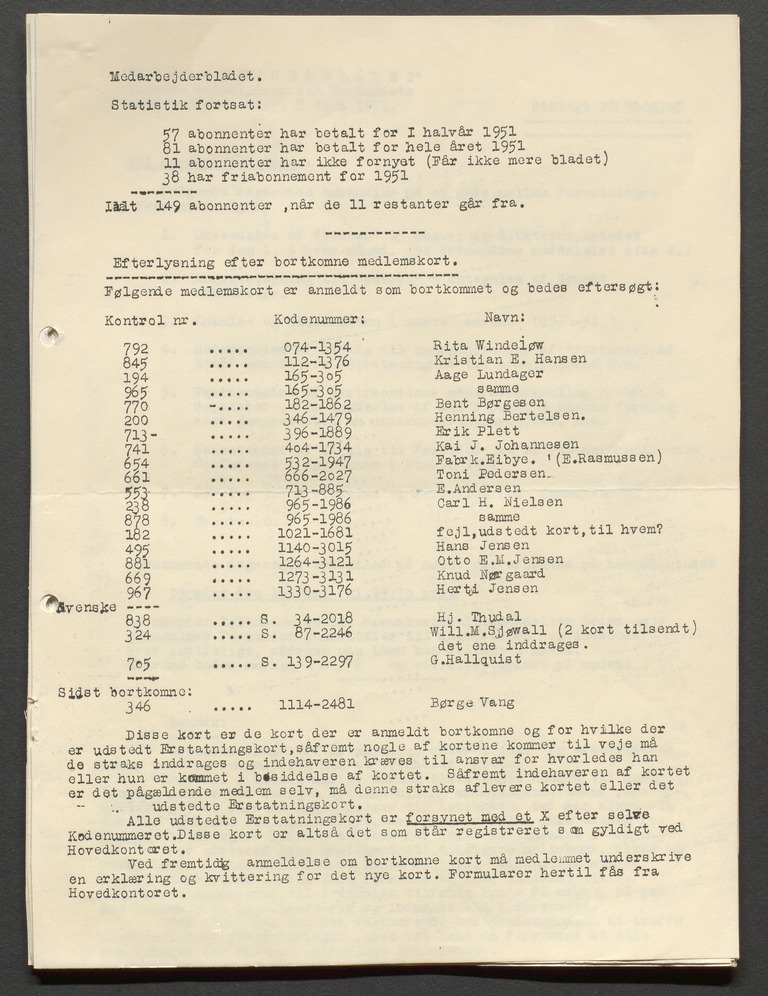 Medarbejderbladet.
Statistik fortsat:
57 abonnenter har betalt for I halvår 1951
81 abonnenter har betalt for hele året 1951
11 abonnenter har ikke fornyet (Får ikke mere bladet)
38 har friabonnement for 1951
Ialt 149 abonnenter ,når de 11 restanter går fra.
Efterlysning efter bortkomne medlemskort.
Følgende medlemskort er anmeldt som bortkommet og bedes eftersøgt:
Kontrol nr. Kodenummer: Navn:
792 ..... 074-1354 Rita Windeløw
845 ..... 112-1376 Kristian E. Hansen
194 ..... 165-305 Aage Lundager
965 ..... 165-305 samme
770 -.... 182-1862 Bent Børgesen
200 ..... 346-1479 Henning Bertelsen.
713- ..... 396-1889 Erik Plett
741 ..... 404-1734 Kai J. Johannesen
654 ..... 532-1947 Fabrk.Eibye. '(E.Rasmussen)
661 ..... 666-2027 Toni Pedersen.
553 ..... 713-885 E.Andersen
238 ..... 965-1986 Carl H. Nielsen
878 ..... 965-1986 samme
182 ..... 1021-1681 fejl,udstedt kort,til hvem?
495 ..... 1140-3015 Hans Jensen
881 ..... 1264-3121 Otto E.M.Jensen
669 ..... 1273-3131 Knud Nørgaard
967 ..... 1330-3176 Herti Jensen
Svenske ----
838 ..... S. 34-2018 Hj. Thudal
324 ..... S. 87-2246 Will.M.Sjøwall (2 kort tilsendt)
det ene inddrages.
705 ..... S. 139-2297 G.Hallquist
Sidst bortkomne:
346 ..... 1114-2481 Børge Vang
Disse kort er de kort der er anmeldt bortkomne og for hvilke der
er udstedt Erstatningskort,såfremt nogle af kortene kommer til veje må
de straks inddrages og indehaveren kræves til ansvar for hvorledes han
eller hun er kommet i besiddelse af kortet. Såfremt indehaveren af kortet
er det pågældende medlem selv, må denne straks aflevere kortet eller det
udstedte Erstatningskort.
Alle udstedte Erstatningskort er forsynet med et X efter selve
Kodenummeret.Disse kort er altså det som står registreret som gyldigt ved
Hovedkontoret.
Ved fremtidig anmeldelse om bortkomne kort må medlemmet underskrive
en erklæring og kvittering for det nye kort. Formularer hertil fås fra
Hovedkontoret.